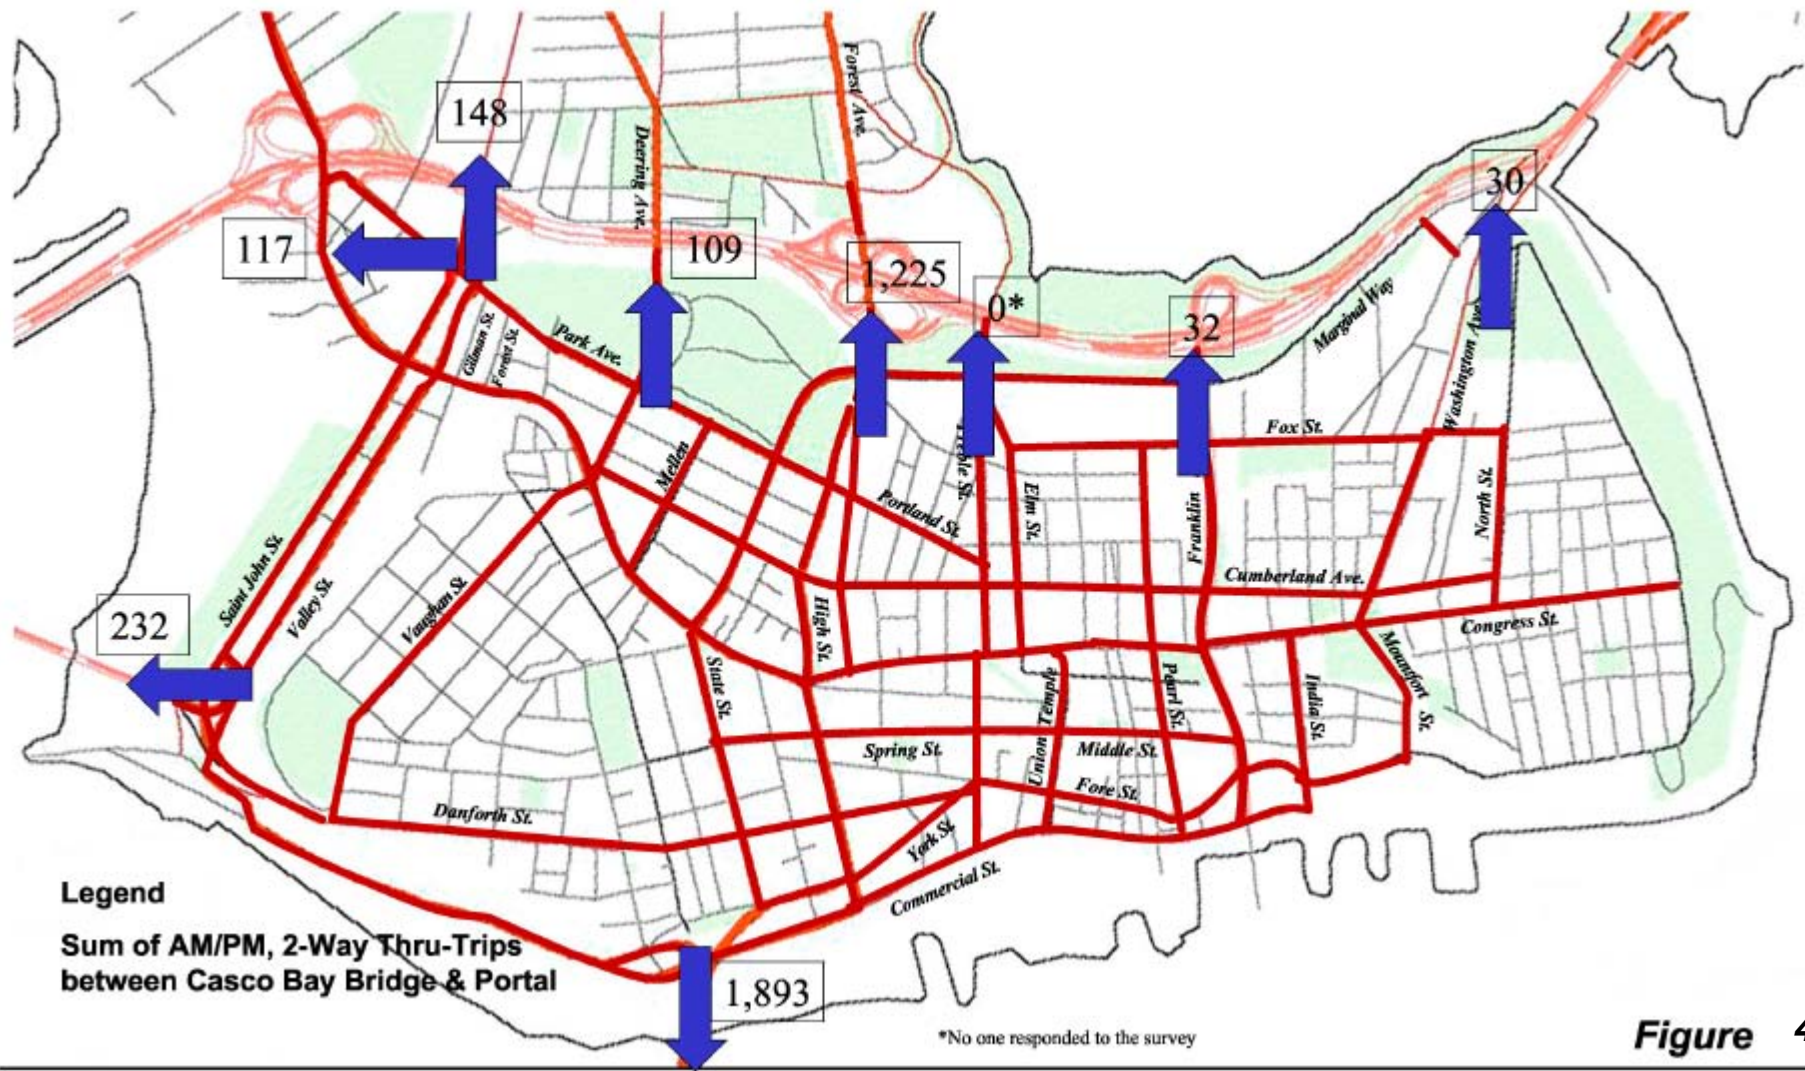 Forest Ave.
148
Deering Ave.
30
117
109
1,225
0*
32
Marginal Way
Washington Ave
Gilman St.
Forest St.
Park Ave.
Fox St.
Mellen
Portland St.
Elm St.
Franklin
North St.
Saint John St.
Valley St.
Vaughan St.
Cumberland Ave.
232
High St.
Congress St.
Mountfort St.
State St.
Temple
Pearl St.
India St.
Spring St.
Union
Middle St.
Fore St.
Danforth St.
York St.
Commercial St.
Legend
Sum of AM/PM, 2-Way Thru-Trips
between Casco Bay Bridge & Portal
1,893
*No one responded to the survey
Figure 4